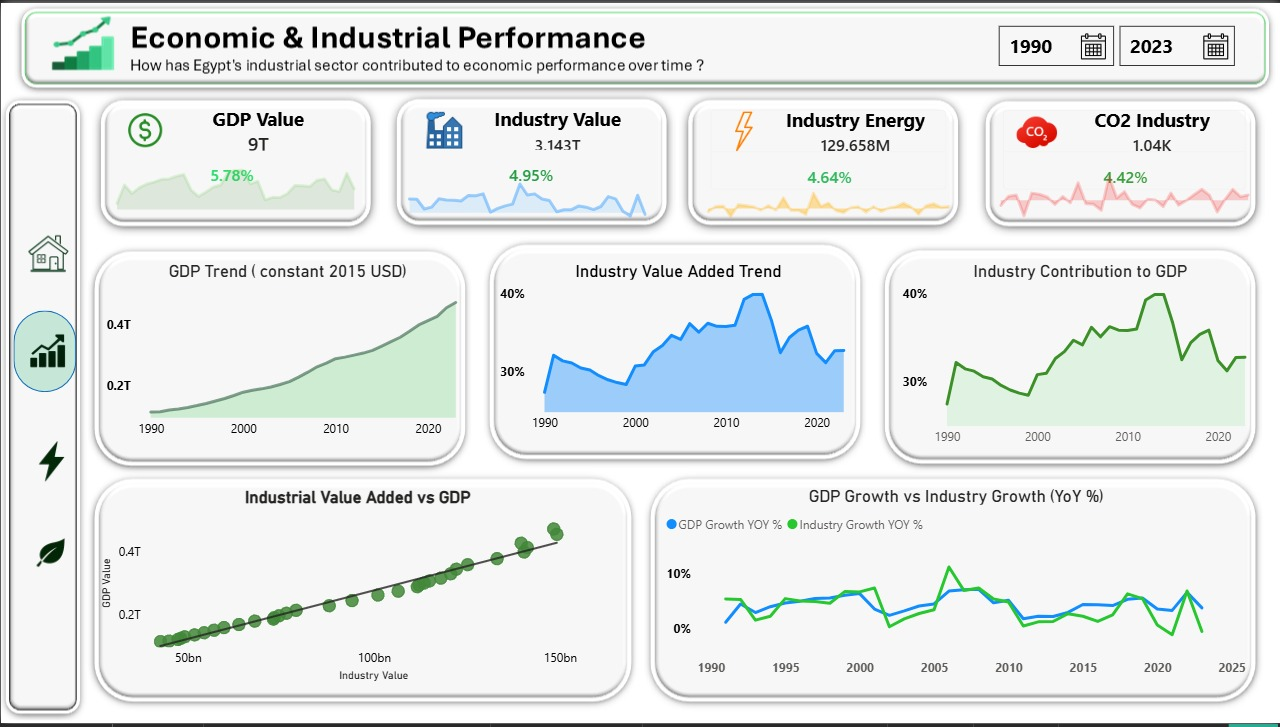 Economic & Industrial Performance
How has Egypt's industrial sector contributed to economic performance over time ?
1990
2023
GDP Value
9T
5.78%
Industry Value
3.143T
4.95%
Industry Energy
129.658M
4.64%
CO2
CO2 Industry
1.04K
4.42%
GDP Trend ( constant 2015 USD)
0.4T
0.2T
1990 2000 2010 2020
Industry Value Added Trend
40%
30%
1990 2000 2010 2020
Industry Contribution to GDP
40%
30%
1990 2000 2010 2020
Industrial Value Added vs GDP
GDP Value
0.4T
0.2T
50bn 100bn 150bn
Industry Value
GDP Growth vs Industry Growth (YoY %)
GDP Growth YOY % Industry Growth YOY %
10%
0%
1990 1995 2000 2005 2010 2015 2020 2025